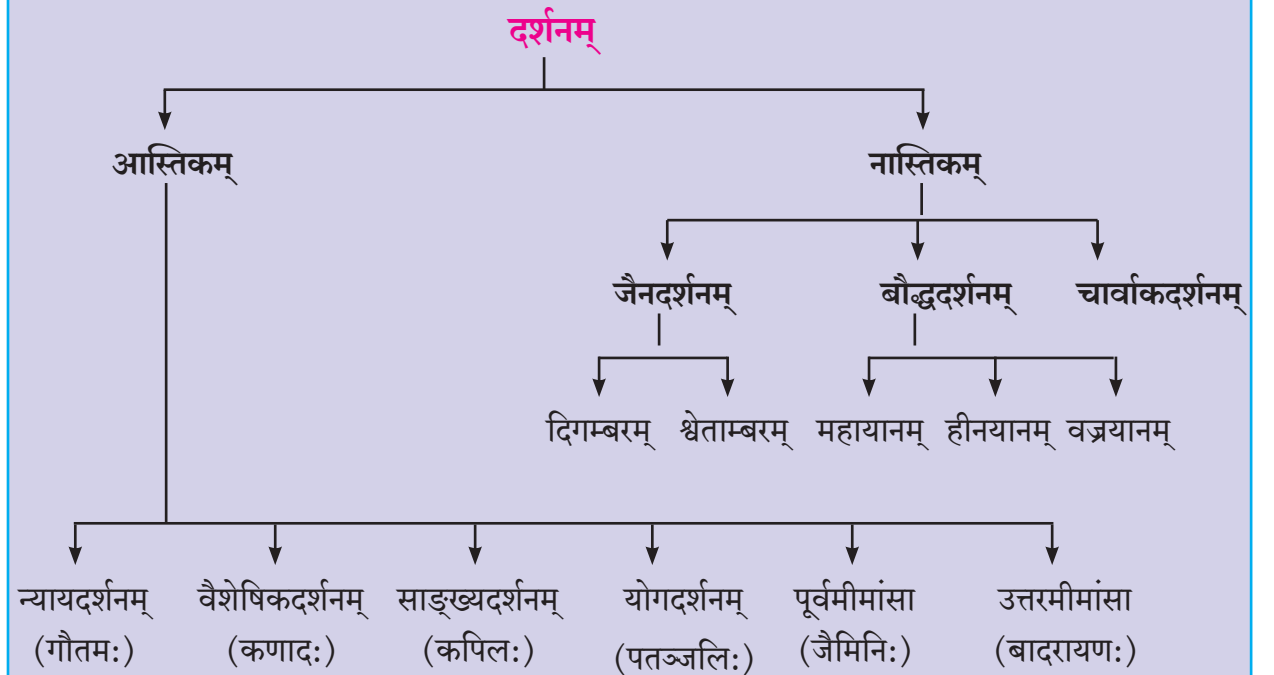 दर्शनम्
आस्तिकम् नास्तिकम्
जैनदर्शनम् बौद्धदर्शनम् चार्वाकदर्शनम्
दिगम्बरम् श्वेताम्बरम् महायानम् हीनयानम् वज्रयानम्
न्यायदर्शनम् वैशेषिकदर्शनम् साङ्ख्यदर्शनम् योगदर्शनम् पूर्वमीमांसा उत्तरमीमांसा
(गौतमः) (कणादः) (कपिलः) (पतञ्जलिः) (जैमिनिः) (बादरायणः)